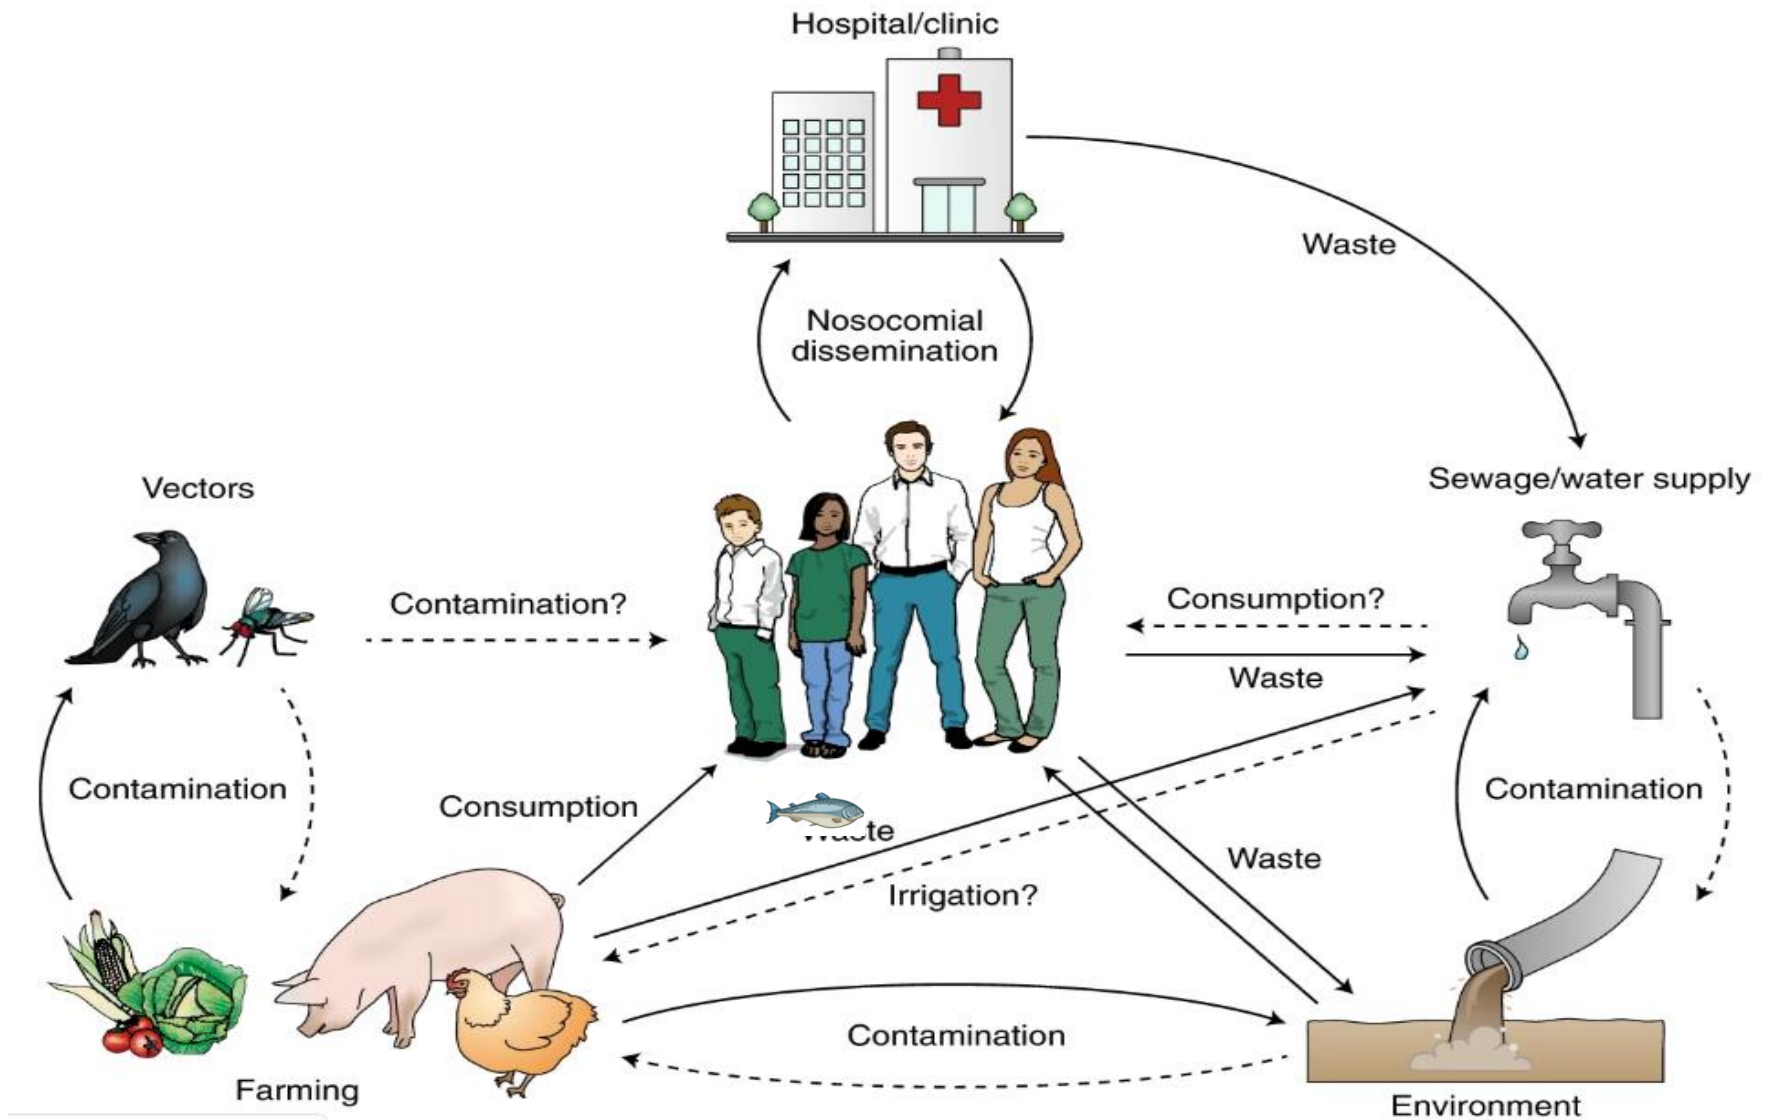 Hospital/clinic
Waste
Nosocomial
dissemination
Vectors
Sewage/water supply
Contamination?
Consumption?
Waste
Contamination
Consumption
Contamination
Waste
Waste
Irrigation?
Contamination
Farming
Environment